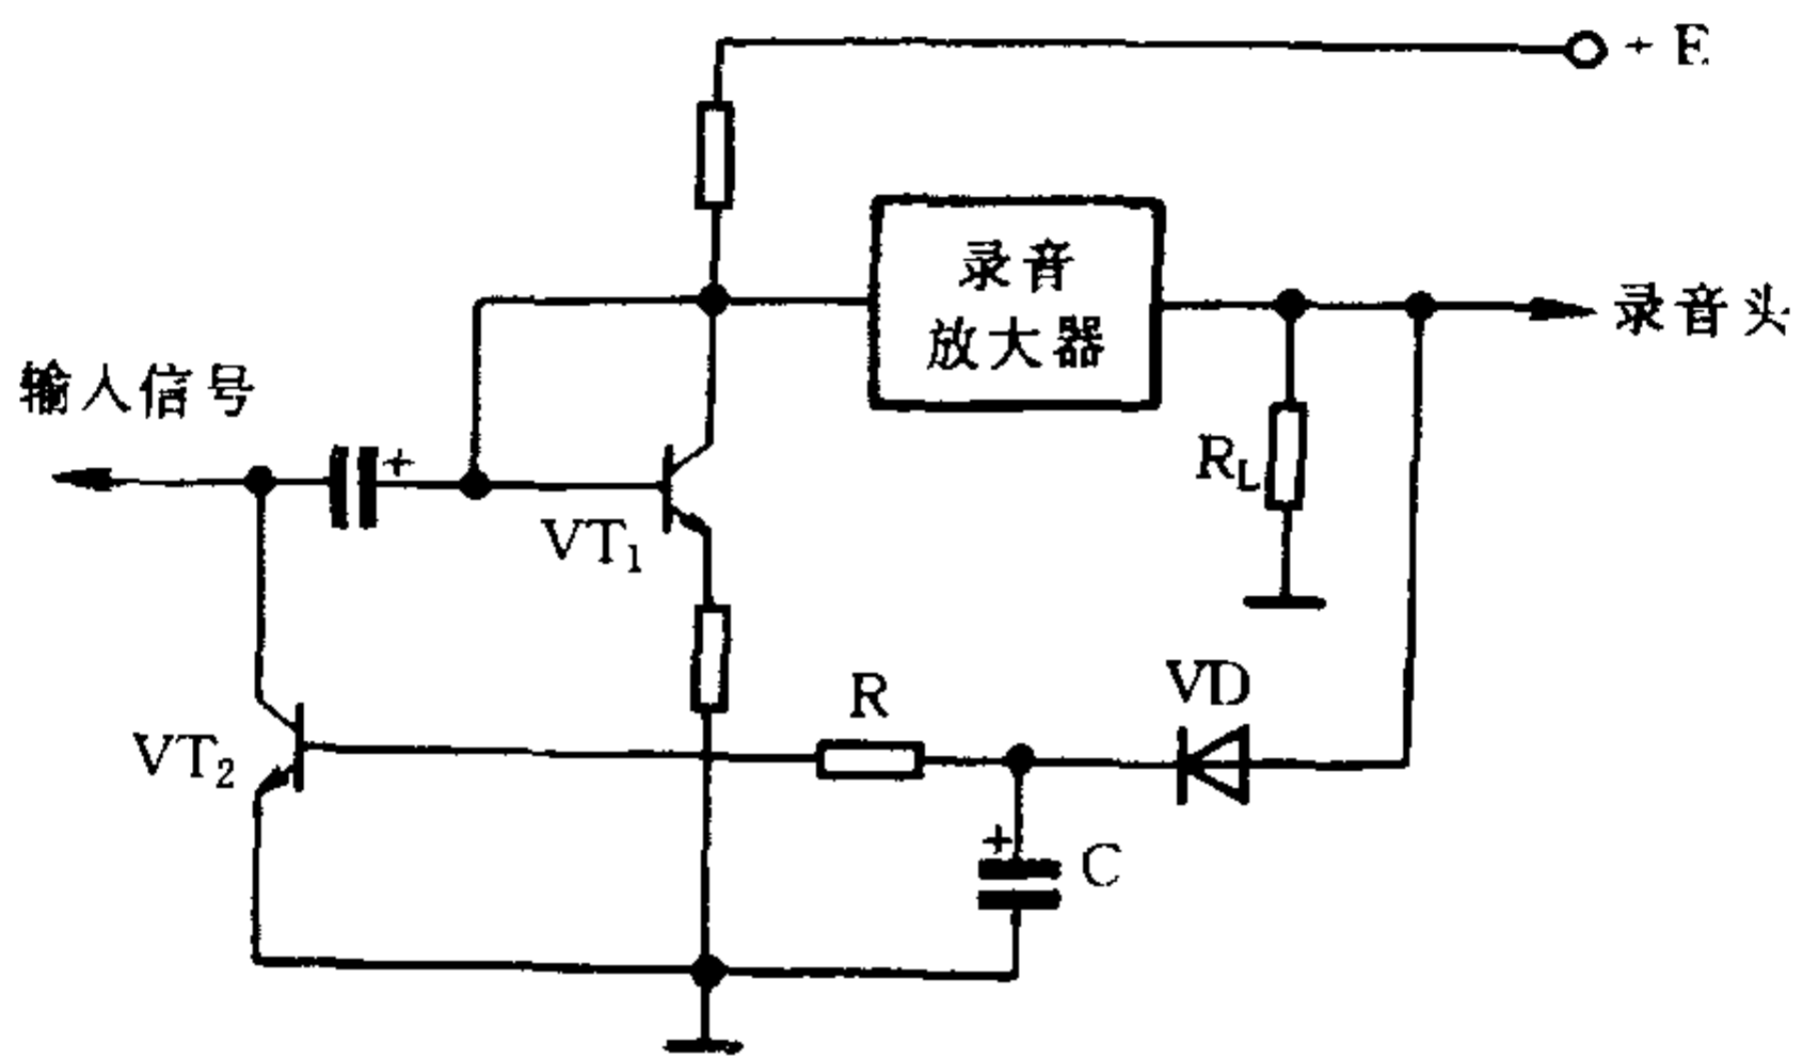 + E
录音
放大器
录音头
输入信号
+
R_L
VT₁
R
VD
VT₂
+
C